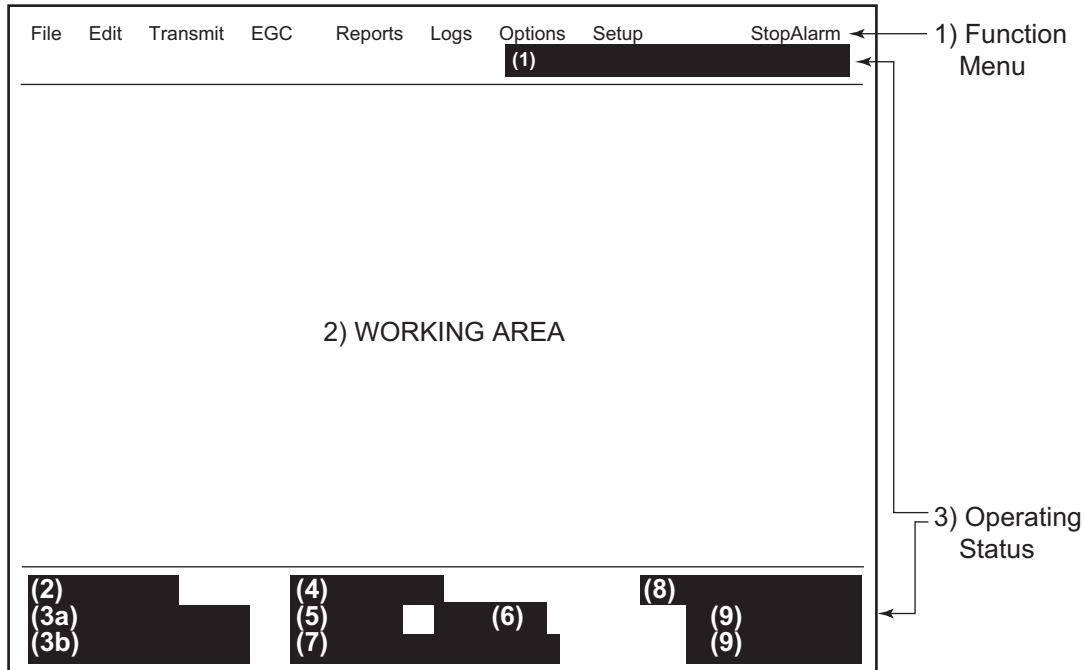 File Edit Transmit EGC Reports Logs Options Setup StopAlarm
(1)
1) Function
Menu
2) WORKING AREA
3) Operating
Status
(2) (4) (8)
(3a) (5) (6) (9)
(3b) (7) (9)